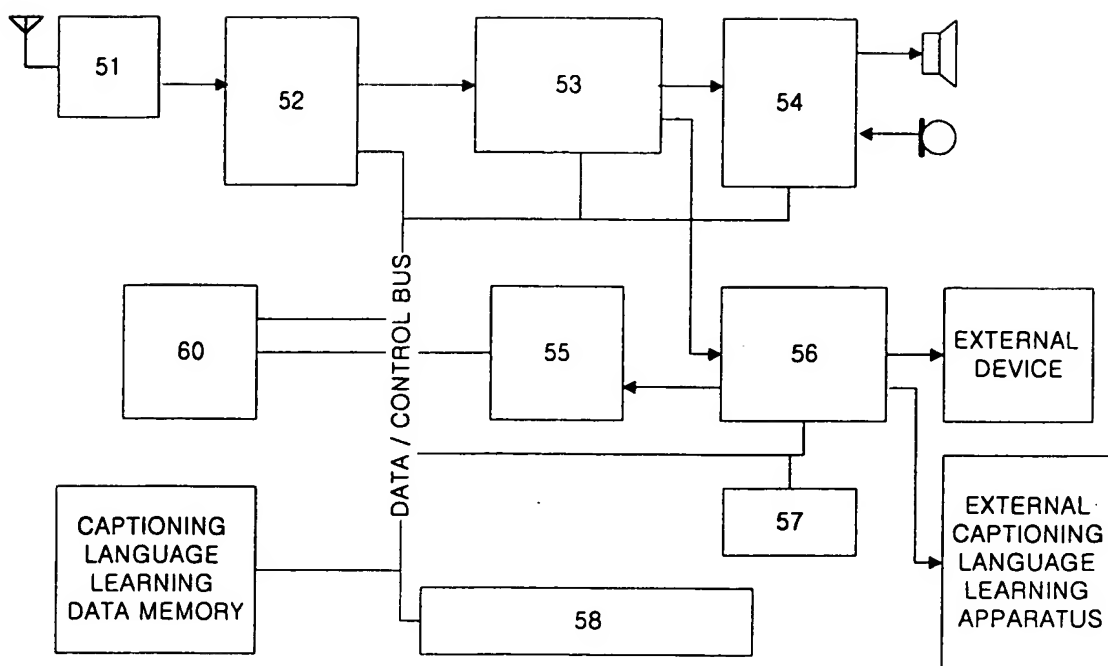 51
52
53
54
DATA / CONTROL BUS
60
55
56
EXTERNAL
DEVICE
CAPTIONING
LANGUAGE
LEARNING
DATA MEMORY
57
58
EXTERNAL
CAPTIONING
LANGUAGE
LEARNING
APPARATUS